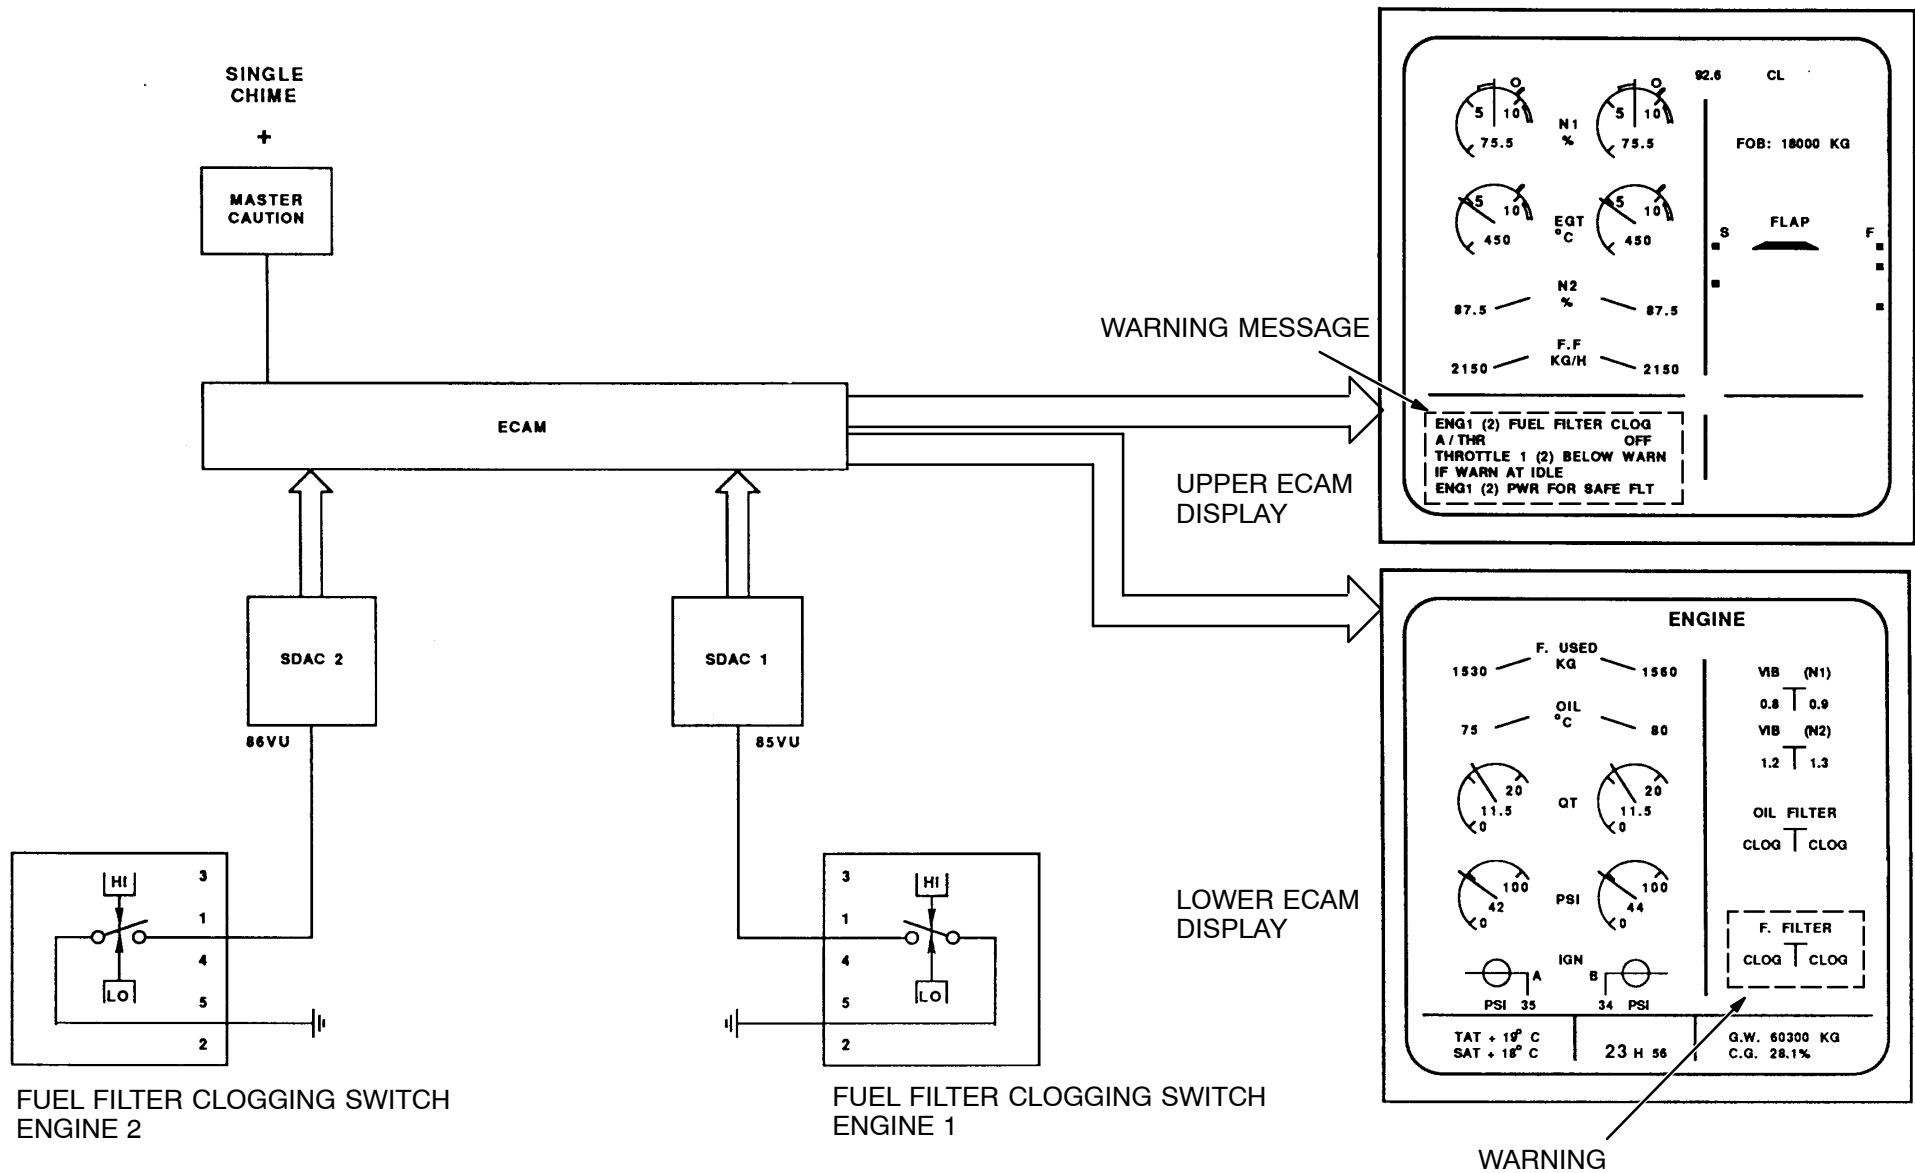 SINGLE
CHIME
+
MASTER
CAUTION
ECAM
SDAC 2
86VU
SDAC 1
85VU
HI
LO
3
1
4
5
2
FUEL FILTER CLOGGING SWITCH
ENGINE 2
HI
LO
3
1
4
5
2
FUEL FILTER CLOGGING SWITCH
ENGINE 1
WARNING MESSAGE
UPPER ECAM
DISPLAY
92.6 CL
5 10 5 10
N1
%
75.5 75.5
FOB: 18000 KG
5 10 5 10
EGT
°C
450 450
FLAP
S F
N2
%
87.5 87.5
F.F
KG/H
2150 2150
ENG1 (2) FUEL FILTER CLOG
A/THR OFF
THROTTLE 1 (2) BELOW WARN
IF WARN AT IDLE
ENG1 (2) PWR FOR SAFE FLT
LOWER ECAM
DISPLAY
ENGINE
F. USED
KG
1530 1560
OIL
°C
75 80
20 20
QT
11.5 11.5
0 0
100 100
PSI
42 44
0 0
IGN
A B
PSI 35 34 PSI
VIB (N1)
0.8 0.9
VIB (N2)
1.2 1.3
OIL FILTER
CLOG CLOG
F. FILTER
CLOG CLOG
TAT + 19° C
SAT + 18° C
23 H 56
G.W. 60300 KG
C.G. 28.1%
WARNING